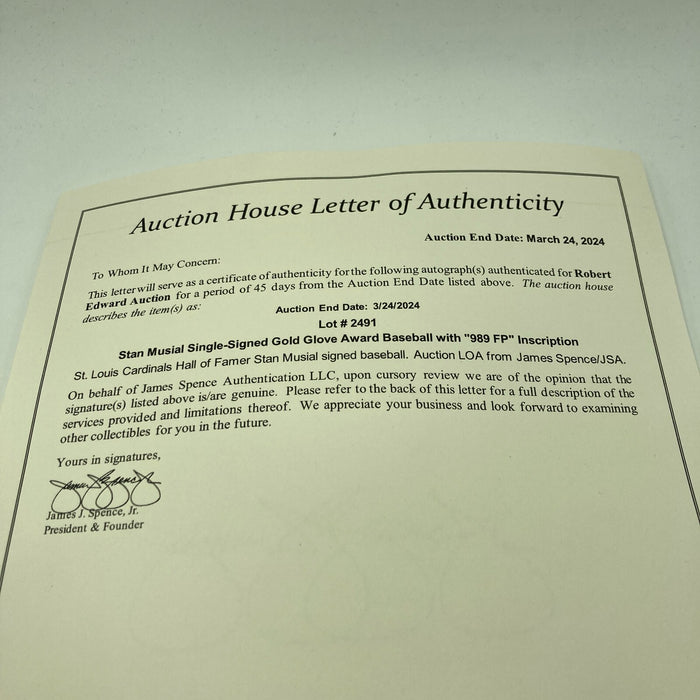 Auction House Letter of Authenticity
Auction End Date: March 24, 2024
To Whom It May Concern:
This letter will serve as a certificate of authenticity for the following autograph(s) authenticated for Robert
Edward Auction for a period of 45 days from the Auction End Date listed above. The auction house
describes the item(s) as:
Auction End Date: 3/24/2024
Lot # 2491
Stan Musial Single-Signed Gold Glove Award Baseball with "989 FP" Inscription
St. Louis Cardinals Hall of Famer Stan Musial signed baseball. Auction LOA from James Spence/JSA.
On behalf of James Spence Authentication LLC, upon cursory review we are of the opinion that the
signature(s) listed above is/are genuine. Please refer to the back of this letter for a full description of the
services provided and limitations thereof. We appreciate your business and look forward to examining
other collectibles for you in the future.
Yours in signatures,
James J. Spence, Jr.
President & Founder